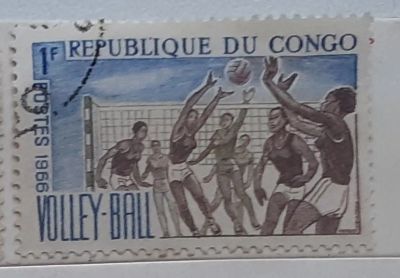 1F
REPUBLIQUE DU CONGO
POSTES 1966
VOLLEY-BALL